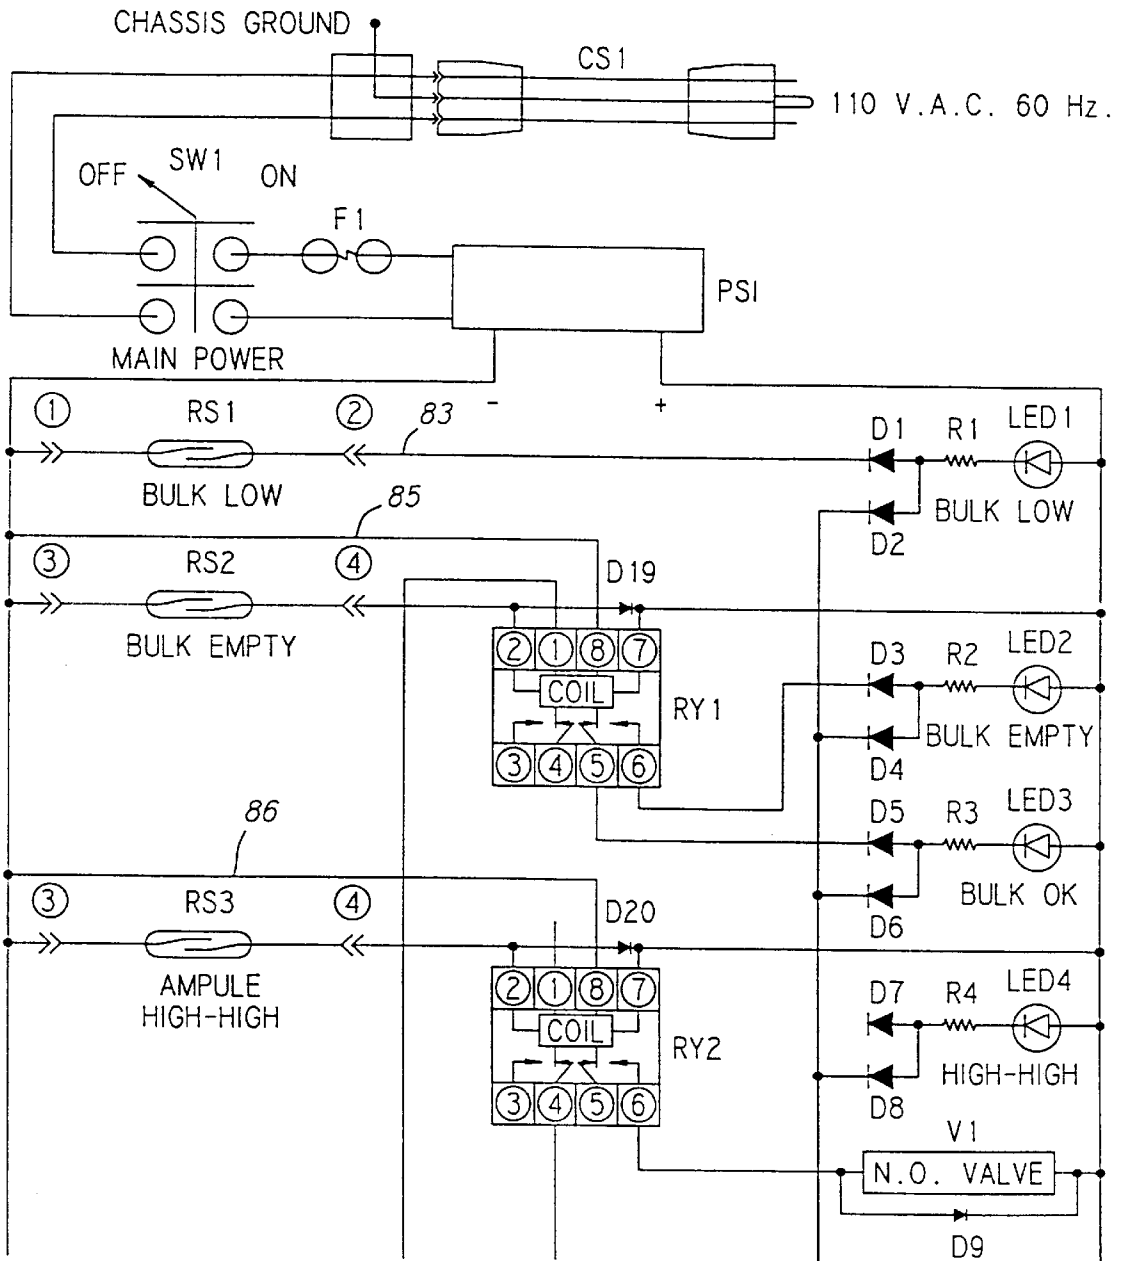 CHASSIS GROUND
CS1
110 V.A.C. 60 Hz.
SW1
OFF
ON
F1
PSI
MAIN POWER
- +
1 RS1 2 83 D1 R1 LED1
BULK LOW
BULK LOW
85
D2
3 RS2 4 D19
BULK EMPTY
2 1 8 7
COIL
RY1
3 4 5 6
D3 R2 LED2
BULK EMPTY
D4
D5 R3 LED3
BULK OK
D6
86
3 RS3 4 D20
AMPULE
HIGH-HIGH
2 1 8 7
COIL
RY2
3 4 5 6
D7 R4 LED4
HIGH-HIGH
D8
V1
N.O. VALVE
D9